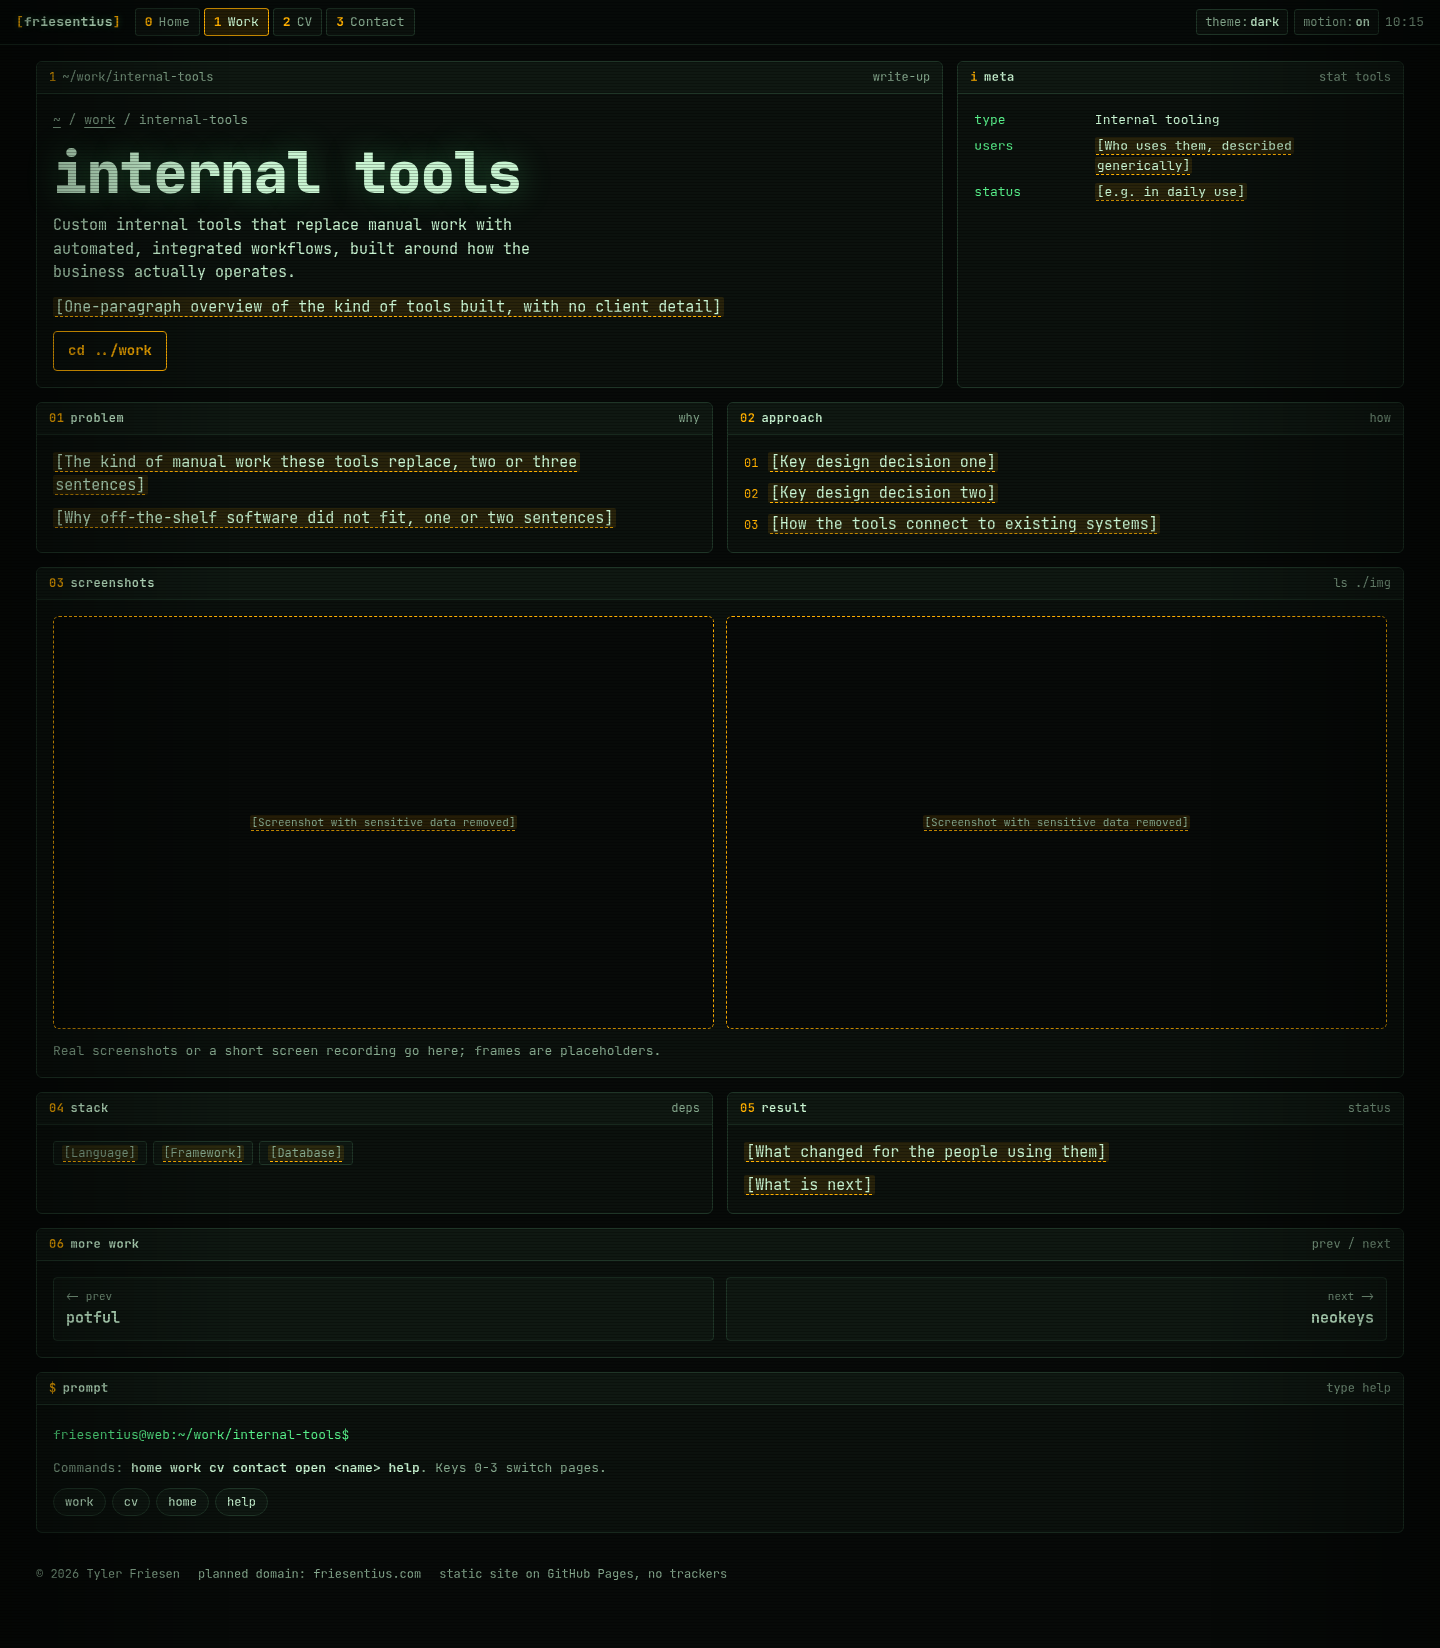 [friesentius] 0 Home 1 Work 2 CV 3 Contact theme:dark motion:on 10:15
1 ~/work/internal-tools write-up
~ / work / internal-tools
internal tools
Custom internal tools that replace manual work with
automated, integrated workflows, built around how the
business actually operates.
[One-paragraph overview of the kind of tools built, with no client detail]
cd ../work
i meta stat tools
type Internal tooling
users [Who uses them, described
generically]
status [e.g. in daily use]
01 problem why
[The kind of manual work these tools replace, two or three
sentences]
[Why off-the-shelf software did not fit, one or two sentences]
02 approach how
01 [Key design decision one]
02 [Key design decision two]
03 [How the tools connect to existing systems]
03 screenshots ls ./img
[Screenshot with sensitive data removed] [Screenshot with sensitive data removed]
Real screenshots or a short screen recording go here; frames are placeholders.
04 stack deps
[Language] [Framework] [Database]
05 result status
[What changed for the people using them]
[What is next]
06 more work prev / next
← prev
potful
next →
neokeys
$ prompt type help
friesentius@web:~/work/internal-tools$
Commands: home work cv contact open <name> help. Keys 0-3 switch pages.
work cv home help
© 2026 Tyler Friesen planned domain: friesentius.com static site on GitHub Pages, no trackers